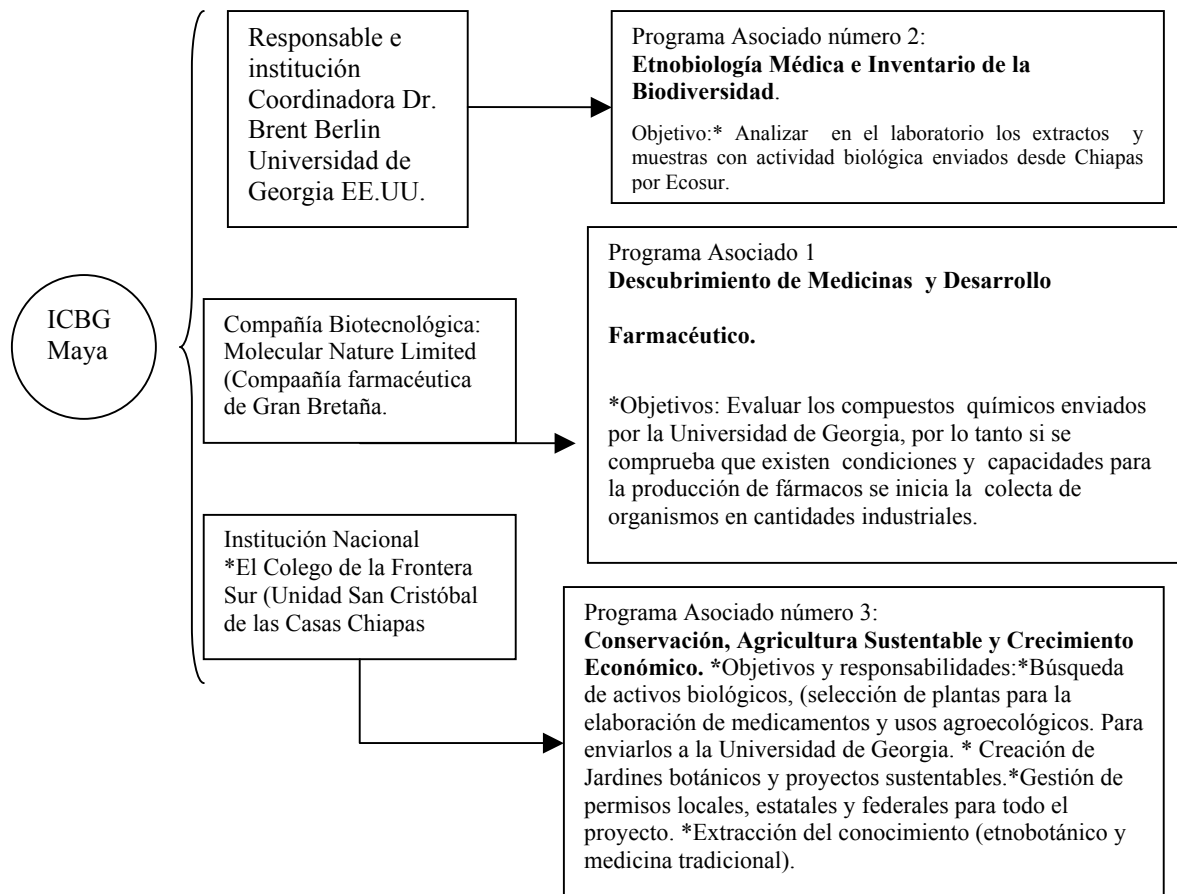 ICBG
Maya
Responsable e
institución
Coordinadora Dr.
Brent Berlin
Universidad de
Georgia EE.UU.
Programa Asociado número 2:
Etnobiología Médica e Inventario de la
Biodiversidad.
Objetivo:* Analizar en el laboratorio los extractos y
muestras con actividad biológica enviados desde Chiapas
por Ecosur.
Compañía Biotecnológica:
Molecular Nature Limited
(Compaañía farmacéutica
de Gran Bretaña.
Programa Asociado 1
Descubrimiento de Medicinas y Desarrollo
Farmacéutico.
*Objetivos: Evaluar los compuestos químicos enviados
por la Universidad de Georgia, por lo tanto si se
comprueba que existen condiciones y capacidades para
la producción de fármacos se inicia la colecta de
organismos en cantidades industriales.
Institución Nacional
*El Colego de la Frontera
Sur (Unidad San Cristóbal
de las Casas Chiapas
Programa Asociado número 3:
Conservación, Agricultura Sustentable y Crecimiento
Económico. *Objetivos y responsabilidades:*Búsqueda
de activos biológicos, (selección de plantas para la
elaboración de medicamentos y usos agroecológicos. Para
enviarlos a la Universidad de Georgia. * Creación de
Jardines botánicos y proyectos sustentables.*Gestión de
permisos locales, estatales y federales para todo el
proyecto. *Extracción del conocimiento (etnobotánico y
medicina tradicional).